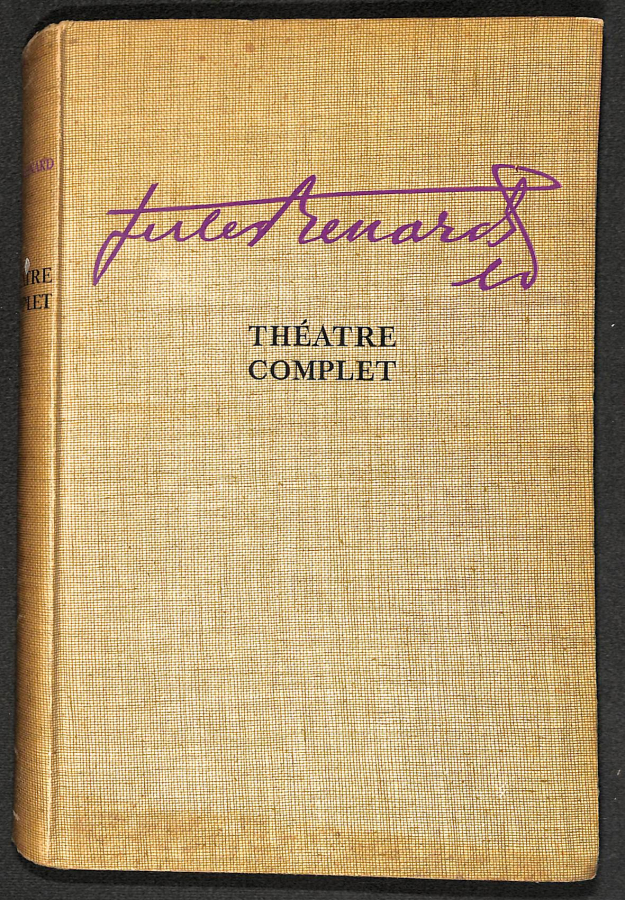 Jules Renard
THÉATRE
COMPLET